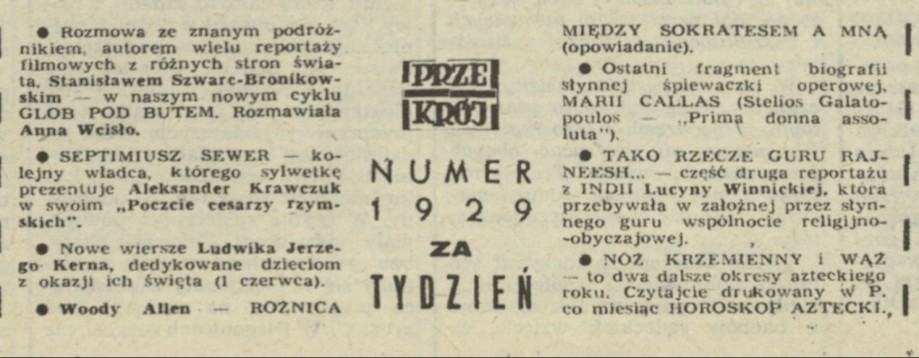 ● Rozmowa ze znanym podróż-
nikiem, autorem wielu reportaży
filmowych z różnych stron świa-
ta, Stanisławem Szwarc-Bronikow-
skim — w naszym nowym cyklu
GLOB POD BUTEM. Rozmawiała
Anna Wcisło.
● SEPTIMIUSZ SEWER — ko-
lejny władca, którego sylwetkę
prezentuje Aleksander Krawczuk
w swoim „Poczcie cesarzy rzym-
skich".
● Nowe wiersze Ludwika Jerze-
go Kerna, dedykowane dzieciom
z okazji ich święta (1 czerwca).
● Woody Allen — RÓŻNICA
PRZE
KRÓJ
NUMER
1929
ZA
TYDZIEŃ
MIĘDZY SOKRATESEM A MNĄ
(opowiadanie).
● Ostatni fragment biografii
słynnej śpiewaczki operowej,
MARII CALLAS (Stelios Galato-
poulos — „Prima donna asso-
luta").
● TAKO RZECZE GURU RAJ-
NEESH... — część druga reportażu
z INDII Lucyny Winnickiej, która
przebywała w założnej przez słyn-
nego guru wspólnocie religijno-
-obyczajowej.
● NÓŻ KRZEMIENNY i WĄŻ
— to dwa dalsze okresy azteckiego
roku. Czytajcie drukowany w P.
co miesiąc HOROSKOP AZTECKI.